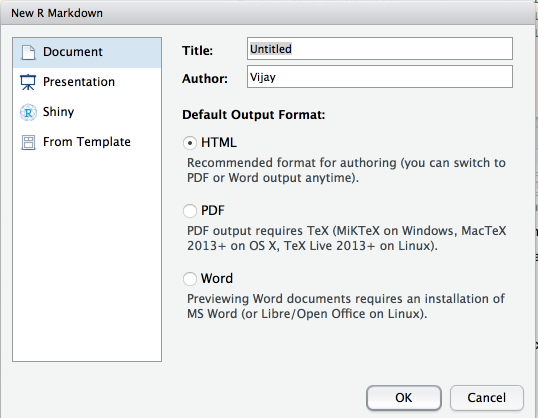 New R Markdown
Document
Presentation
Shiny
From Template
Title: Untitled
Author: Vijay
Default Output Format:
HTML
Recommended format for authoring (you can switch to
PDF or Word output anytime).
PDF
PDF output requires TeX (MiKTeX on Windows, MacTeX
2013+ on OS X, TeX Live 2013+ on Linux).
Word
Previewing Word documents requires an installation of
MS Word (or Libre/Open Office on Linux).
OK Cancel